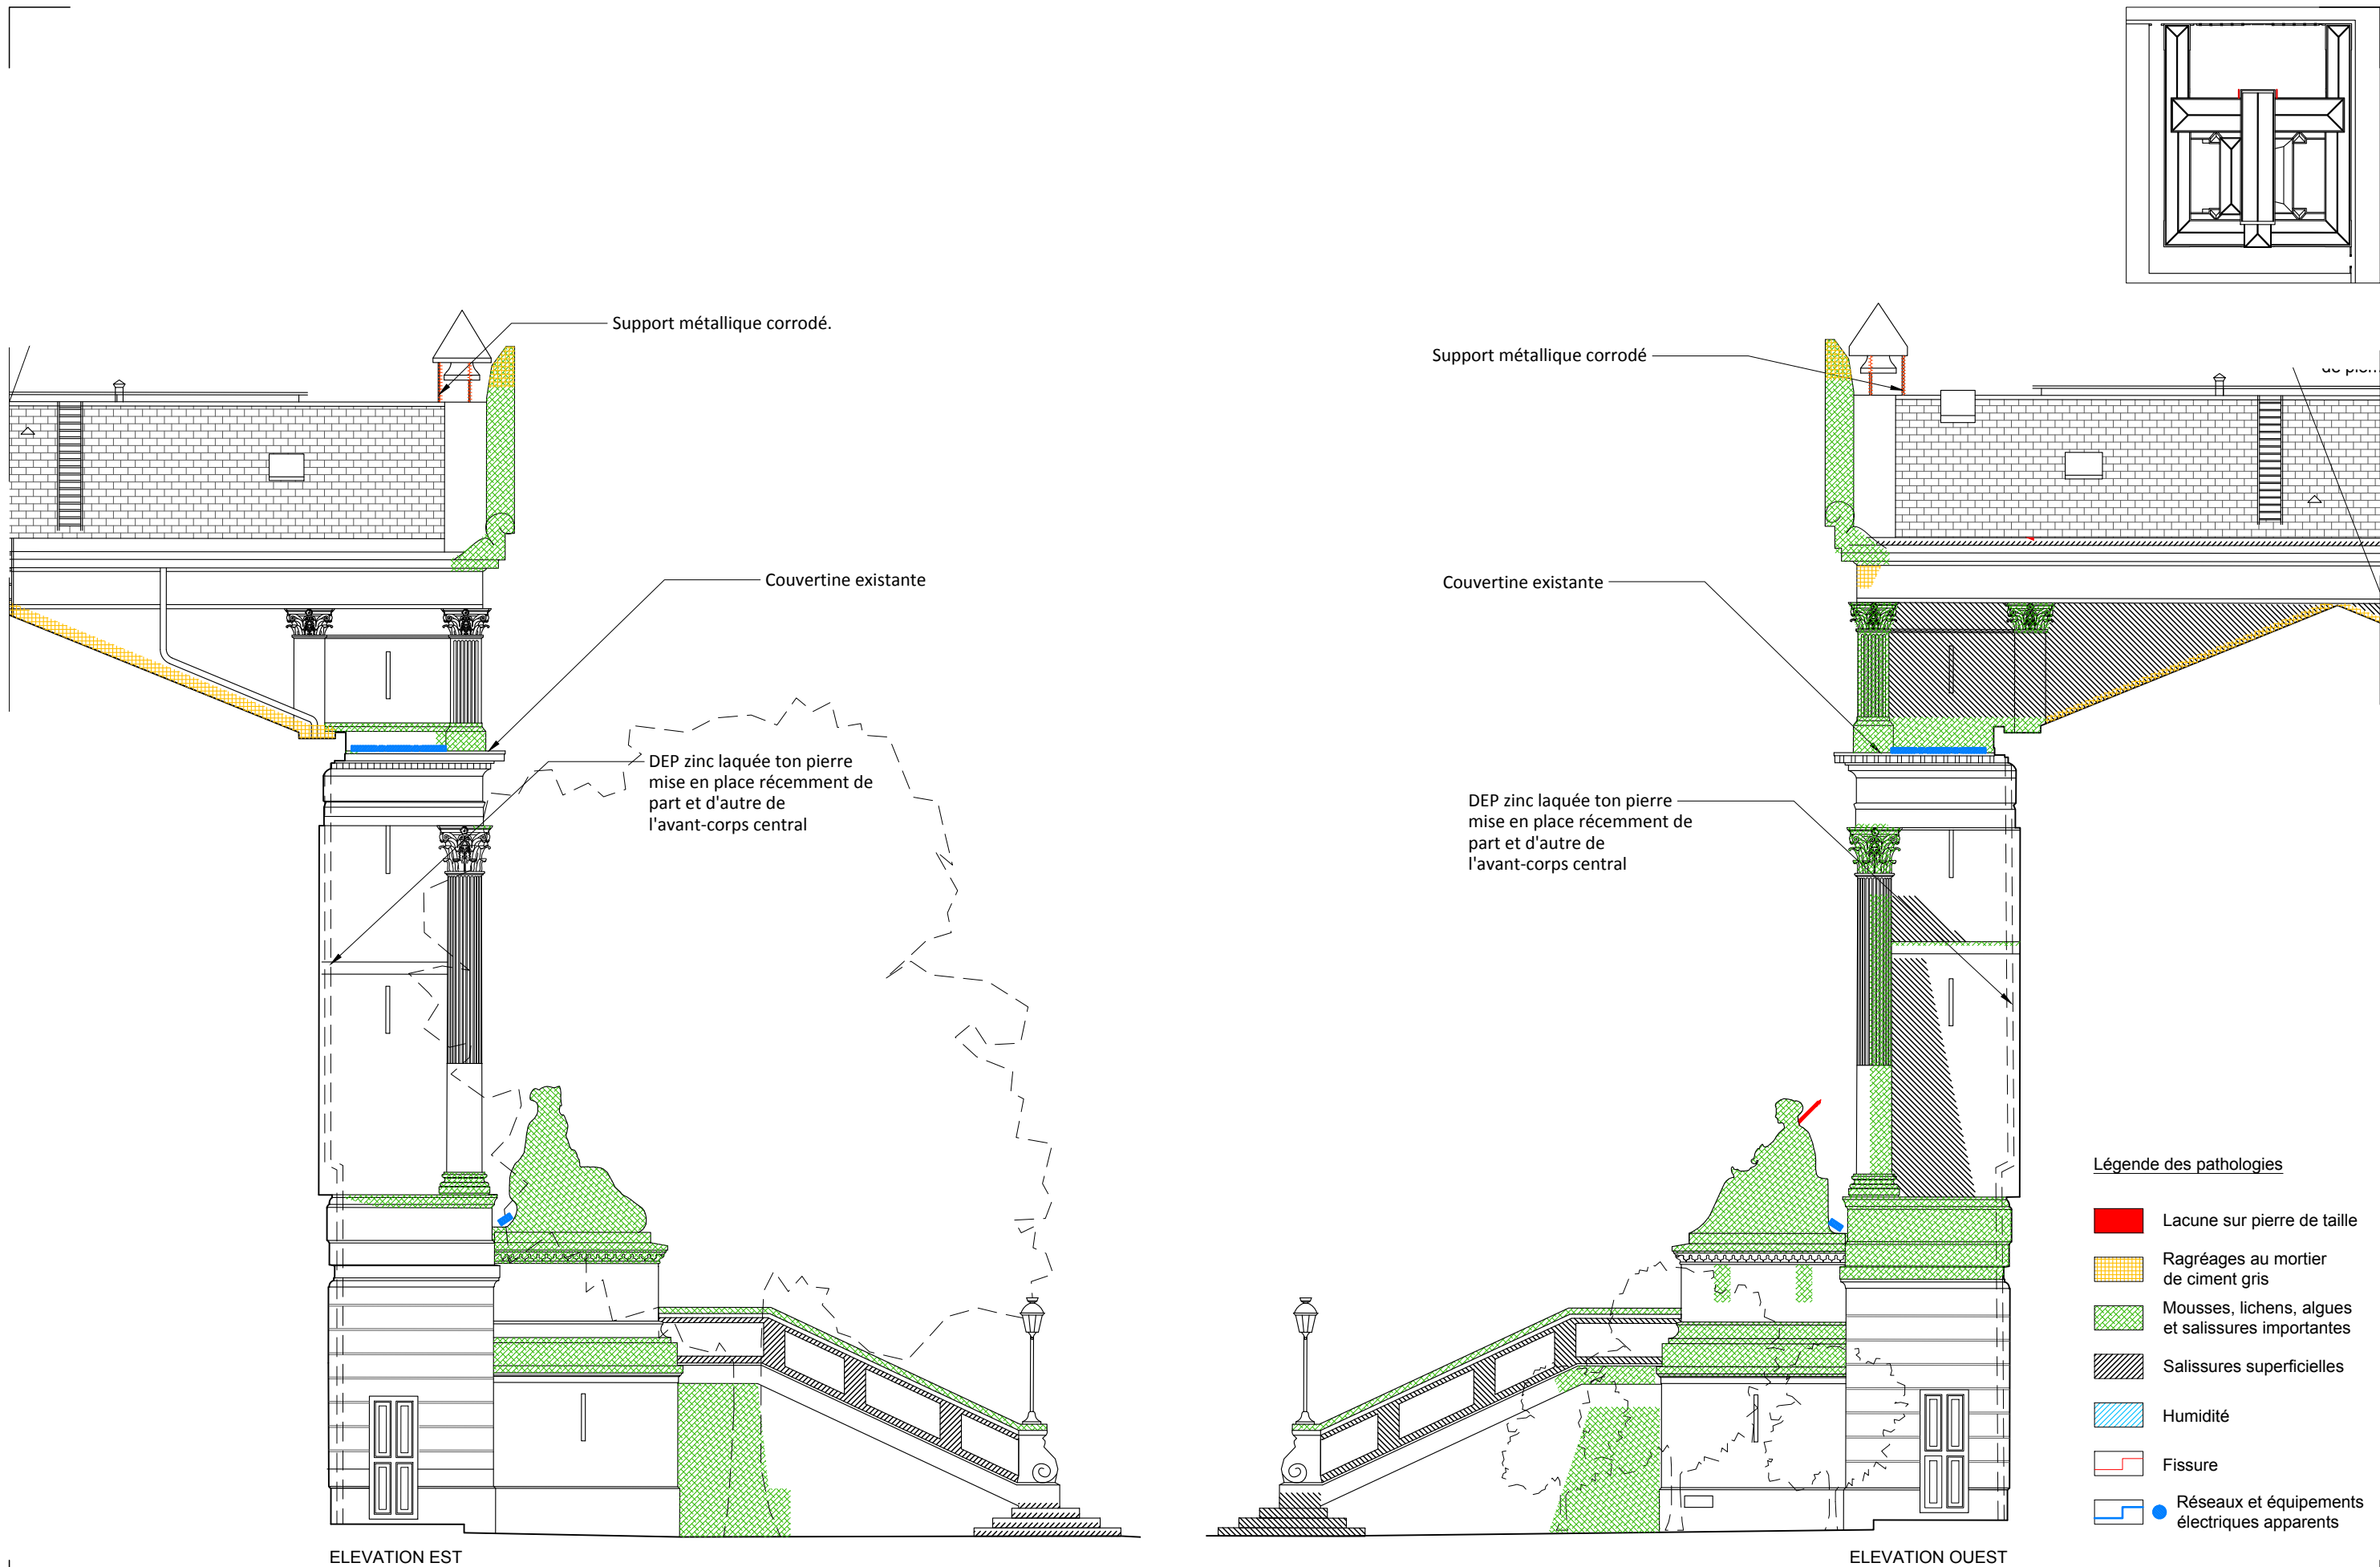 Support métallique corrodé.
Couvertine existante
DEP zinc laquée ton pierre
mise en place récemment de
part et d'autre de
l'avant-corps central
ELEVATION EST
Support métallique corrodé
Couvertine existante
DEP zinc laquée ton pierre
mise en place récemment de
part et d'autre de
l'avant-corps central
ELEVATION OUEST
Légende des pathologies
Lacune sur pierre de taille
Ragréages au mortier
de ciment gris
Mousses, lichens, algues
et salissures importantes
Salissures superficielles
Humidité
Fissure
Réseaux et équipements
électriques apparents